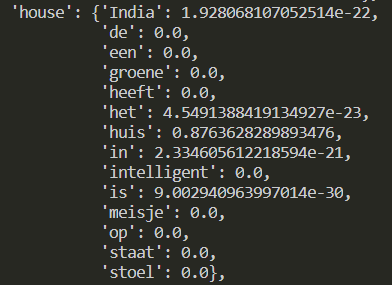 'house': {'India': 1.928068107052514e-22,
'de': 0.0,
'een': 0.0,
'groene': 0.0,
'heeft': 0.0,
'het': 4.5491388419134927e-23,
'huis': 0.8763628289893476,
'in': 2.334605612218594e-21,
'intelligent': 0.0,
'is': 9.002940963997014e-30,
'meisje': 0.0,
'op': 0.0,
'staat': 0.0,
'stoel': 0.0},